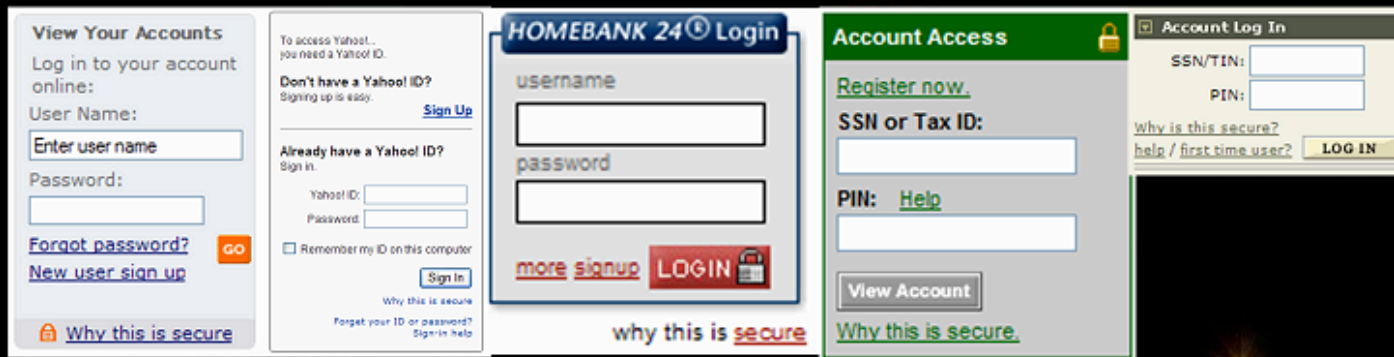 View Your Accounts
Log in to your account
online:
User Name:
Enter user name
Password:
Forgot password?
GO
New user sign up
Why this is secure
To access Yahoo!...
you need a Yahoo! ID.
Don't have a Yahoo! ID?
Signing up is easy.
Sign Up
Already have a Yahoo! ID?
Sign in.
Yahoo! ID:
Password:
Remember my ID on this computer
Sign In
Why this is secure
Forget your ID or password?
Sign-in help
HOMEBANK 24® Login
username
password
more signup LOGIN
why this is secure
Account Access
Register now.
SSN or Tax ID:
PIN: Help
View Account
Why this is secure.
Account Log In
SSN/TIN:
PIN:
Why is this secure?
help / first time user? LOG IN